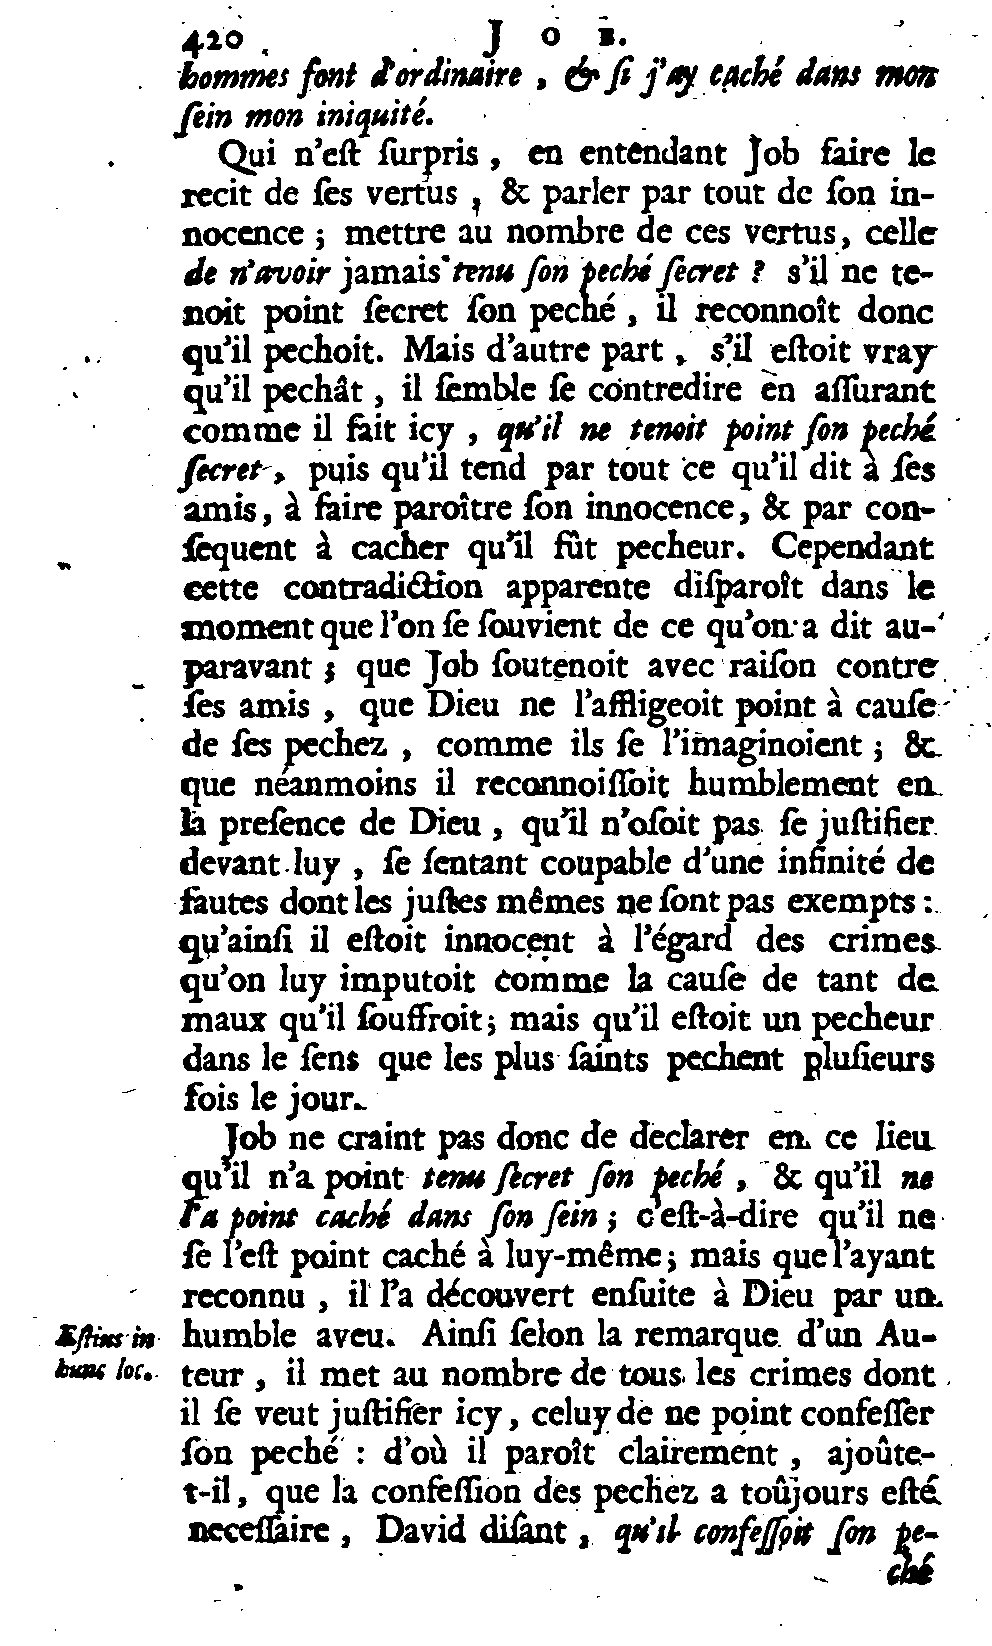 420 JOB.
hommes font d'ordinaire, & si j'ay caché dans mon
sein mon iniquité.
Qui n'est surpris, en entendant Job faire le
recit de ses vertus, & parler par tout de son in-
nocence; mettre au nombre de ces vertus, celle
de n'avoir jamais tenu son peché secret? s'il ne te-
noit point secret son peché, il reconnoît donc
qu'il pechoit. Mais d'autre part, s'il estoit vray
qu'il pechât, il semble se contredire en assurant
comme il fait icy, qu'il ne tenoit point son peché
secret, puis qu'il tend par tout ce qu'il dit à ses
amis, à faire paroître son innocence, & par con-
sequent à cacher qu'il fût pecheur. Cependant
cette contradiction apparente disparoît dans le
moment que l'on se souvient de ce qu'on a dit au-
paravant; que Job soutenoit avec raison contre
ses amis, que Dieu ne l'affligeoit point à cause
de ses pechez, comme ils se l'imaginoient; &
que néanmoins il reconnoissoit humblement en
la presence de Dieu, qu'il n'osoit pas se justifier
devant luy, se sentant coupable d'une infinité de
fautes dont les justes mêmes ne sont pas exempts:
qu'ainsi il estoit innocent à l'égard des crimes
qu'on luy imputoit comme la cause de tant de
maux qu'il souffroit; mais qu'il estoit un pecheur
dans le sens que les plus saints pechent plusieurs
fois le jour.
Job ne craint pas donc de declarer en ce lieu
qu'il n'a point tenu secret son peché, & qu'il ne
l'a point caché dans son sein; c'est-à-dire qu'il ne
se l'est point caché à luy-même; mais que l'ayant
reconnu, il l'a découvert ensuite à Dieu par un
Estius in humble aveu. Ainsi selon la remarque d'un Au-
hunc loc. teur, il met au nombre de tous les crimes dont
il se veut justifier icy, celuy de ne point confesser
son peché: d'où il paroît clairement, ajoûte-
t-il, que la confession des pechez a toûjours esté
necessaire, David disant, qu'il confessoit son pe-
ché